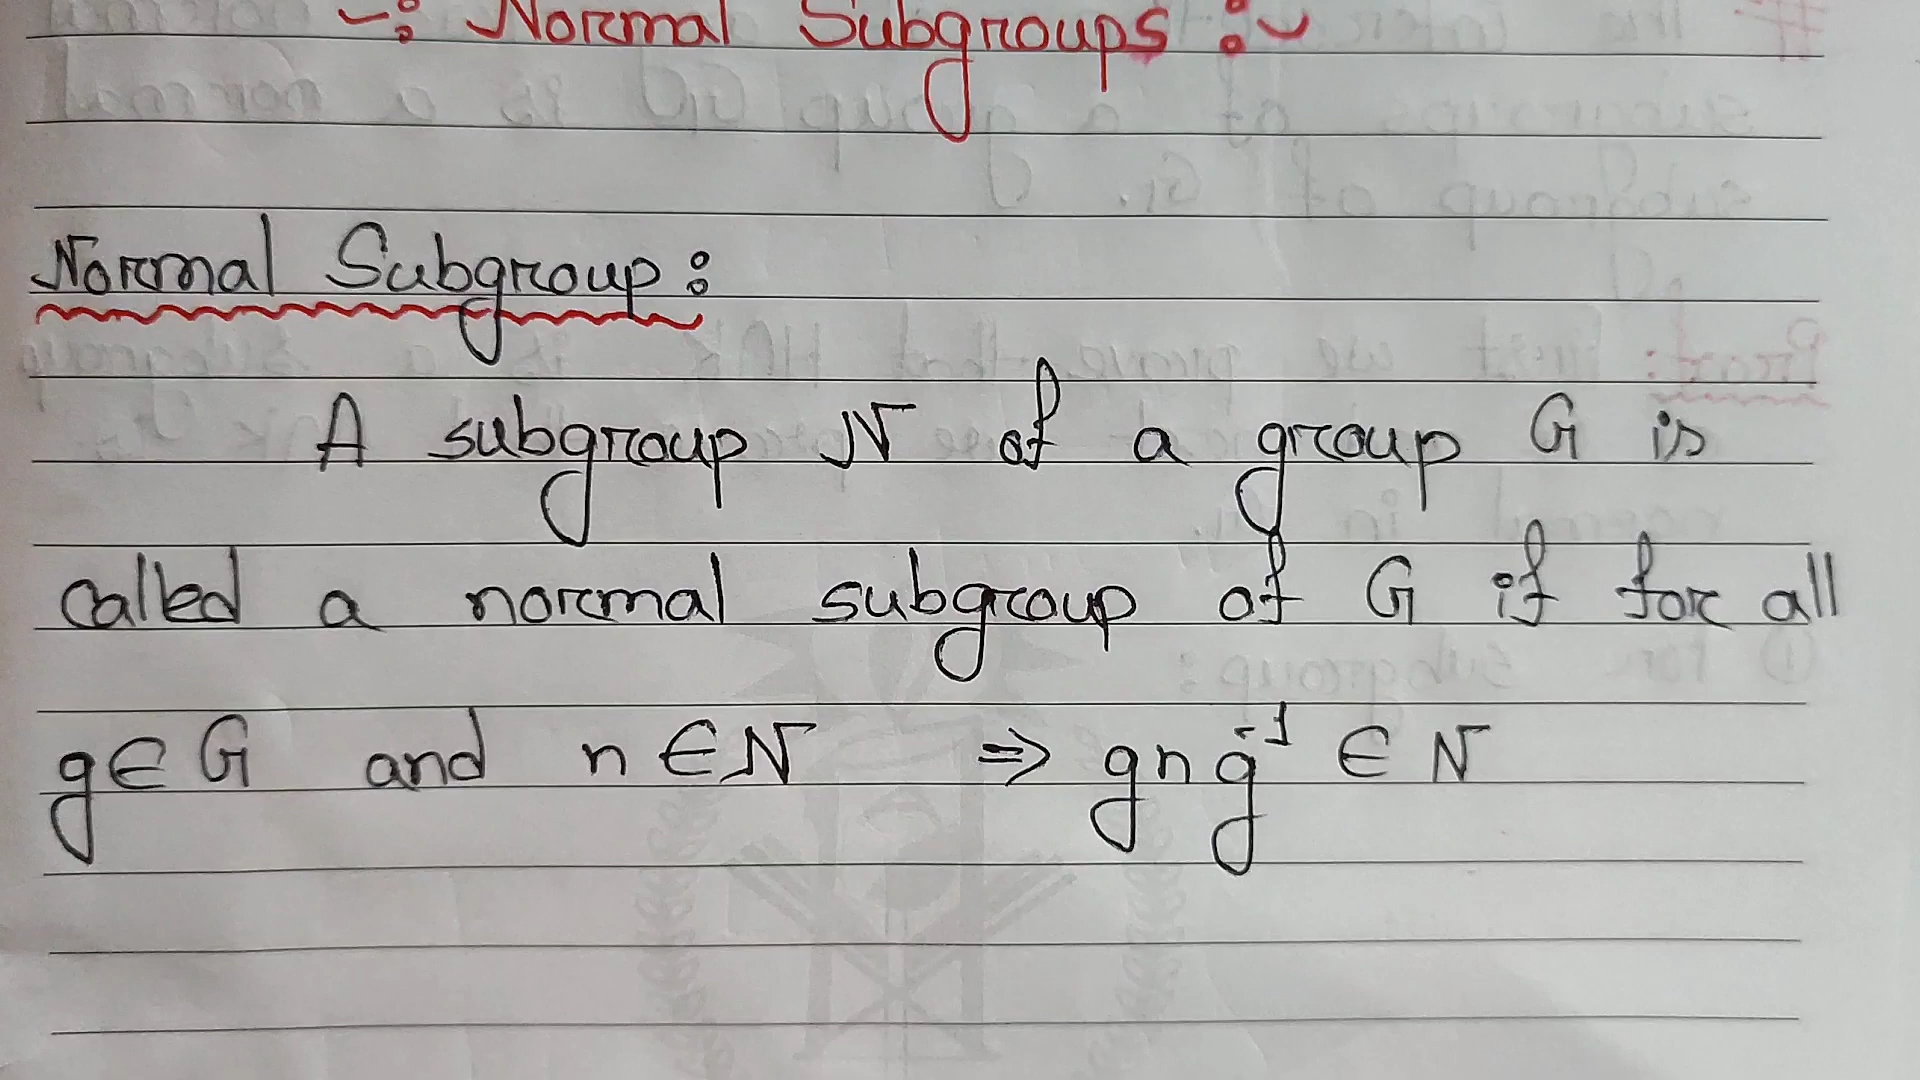 ~: Normal Subgroups :~
Normal Subgroup:
A subgroup N of a group G is
called a normal subgroup of G if for all
g∈G and n∈N ⇒ gng⁻¹ ∈ N